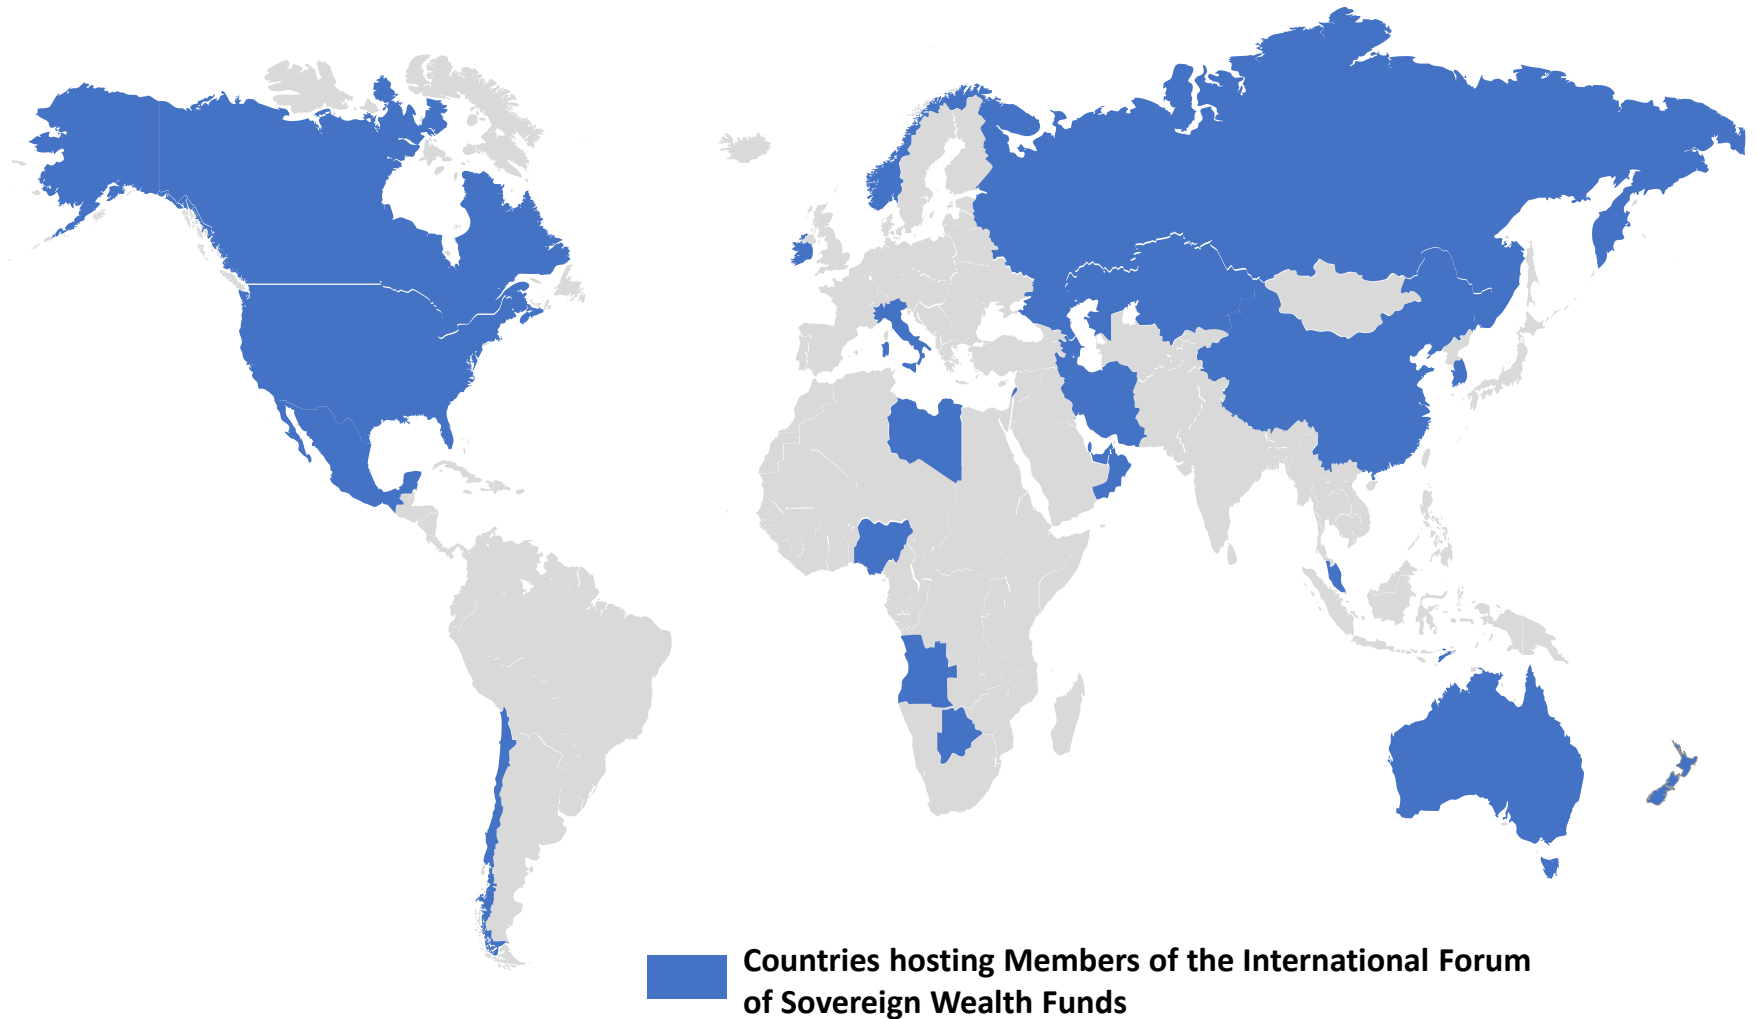 Countries hosting Members of the International Forum
of Sovereign Wealth Funds